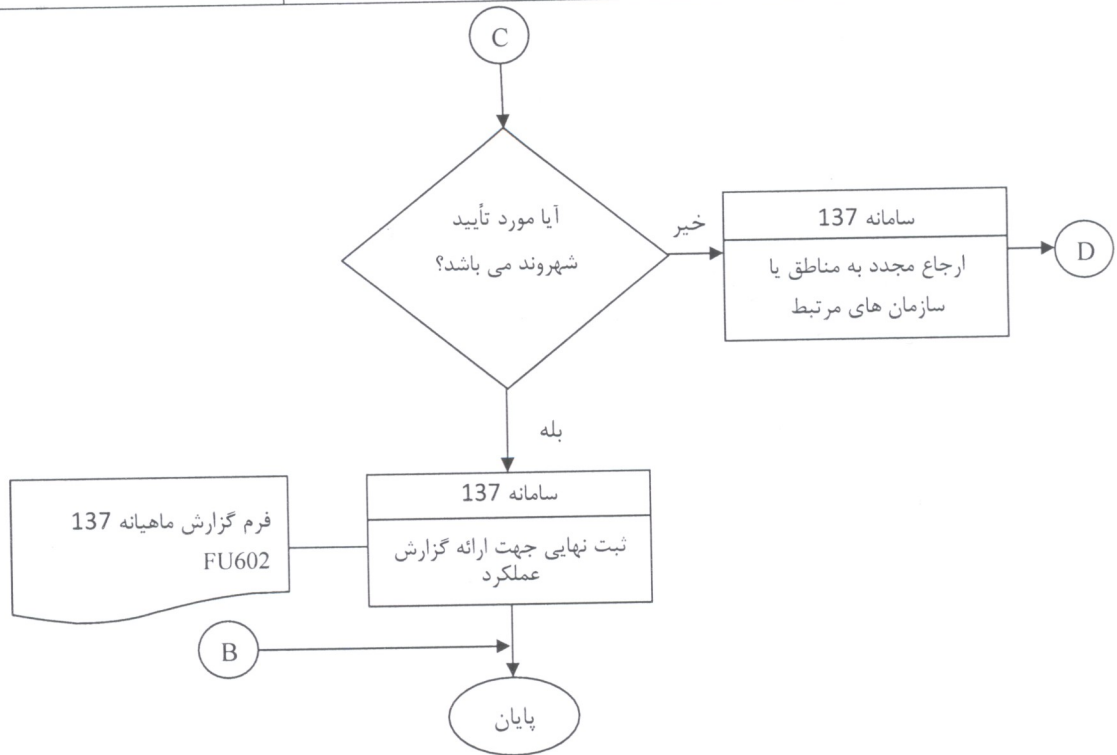 C
آیا مورد تأیید
شهروند می باشد؟
خیر
سامانه 137
ارجاع مجدد به مناطق یا
سازمان های مرتبط
D
بله
سامانه 137
ثبت نهایی جهت ارائه گزارش
عملکرد
فرم گزارش ماهیانه 137
FU602
B
پایان